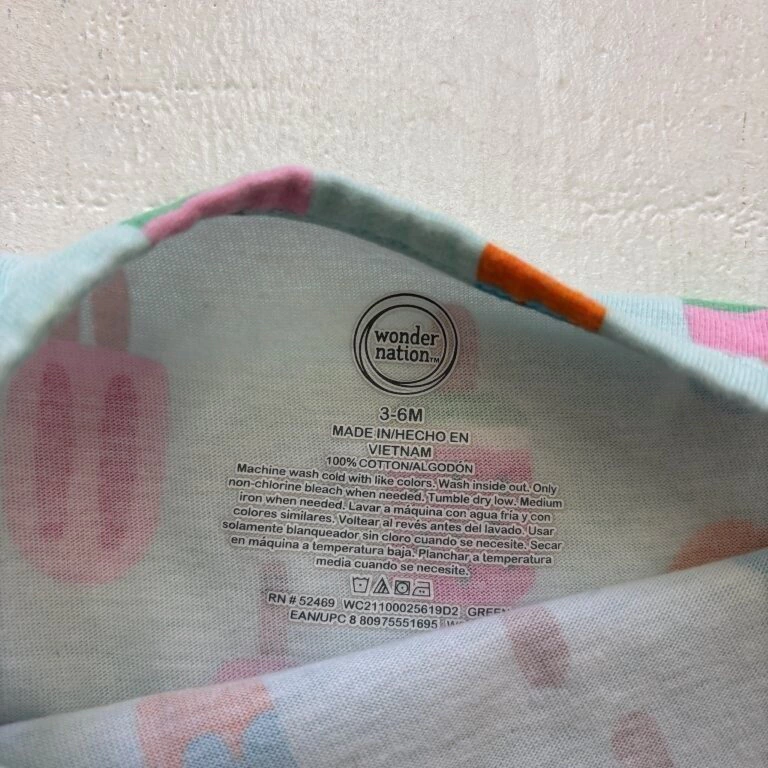 wonder
nation™
3-6M
MADE IN/HECHO EN
VIETNAM
100% COTTON/ALGODÓN
Machine wash cold with like colors. Wash inside out. Only
non-chlorine bleach when needed. Tumble dry low. Medium
iron when needed. Lavar a máquina con agua fría y con
colores similares. Voltear al revés antes del lavado. Usar
solamente blanqueador sin cloro cuando se necesite. Secar
en máquina a temperatura baja. Planchar a temperatura
media cuando se necesite.
RN # 52469 WC21100025619D2 GREEN
EAN/UPC 8 80975551695